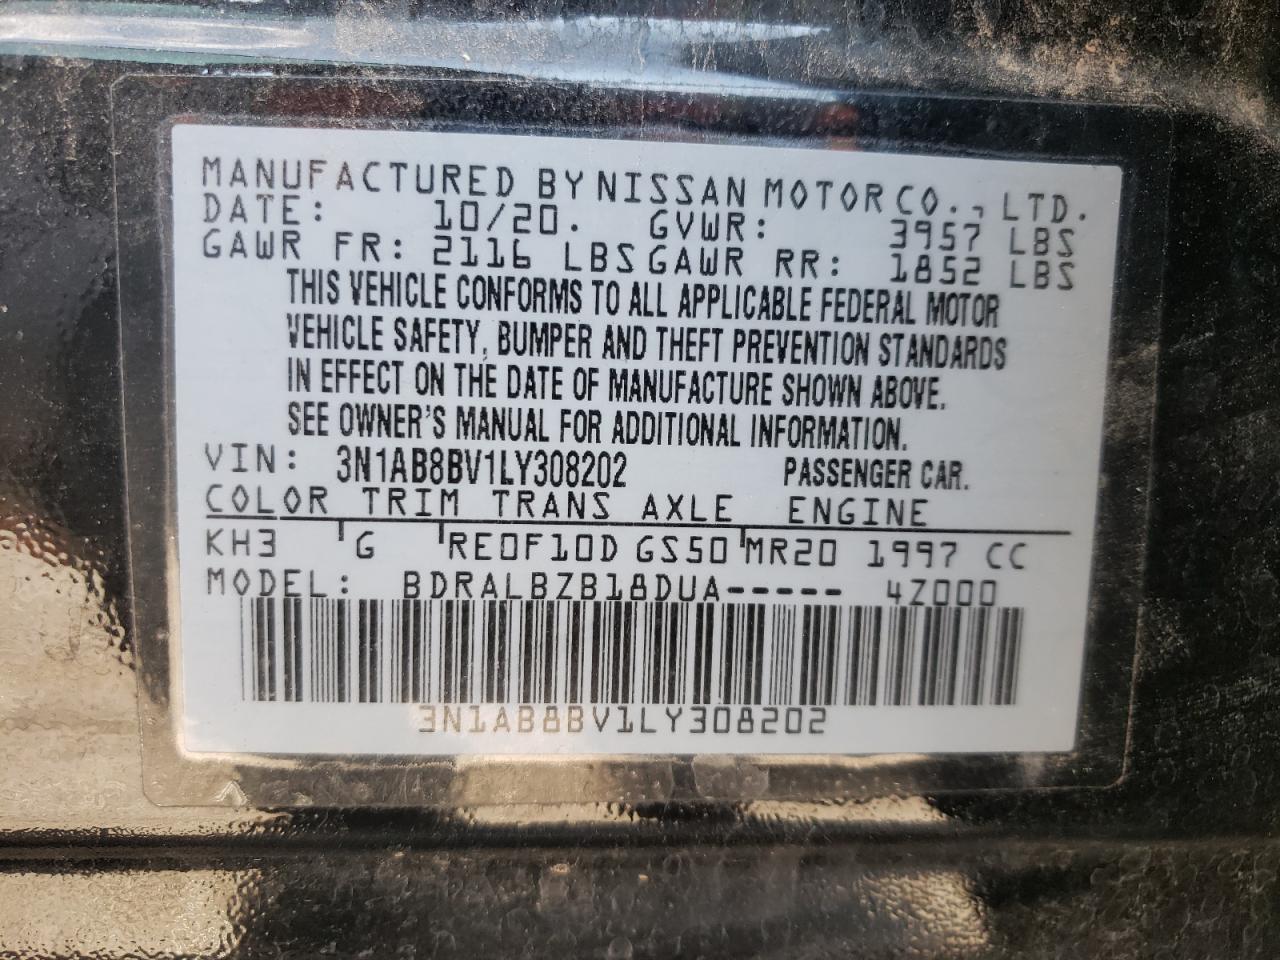 MANUFACTURED BY NISSAN MOTOR CO., LTD.
DATE: 10/20. GVWR: 3957 LBS
GAWR FR: 2116 LBS GAWR RR: 1852 LBS
THIS VEHICLE CONFORMS TO ALL APPLICABLE FEDERAL MOTOR
VEHICLE SAFETY, BUMPER AND THEFT PREVENTION STANDARDS
IN EFFECT ON THE DATE OF MANUFACTURE SHOWN ABOVE.
SEE OWNER'S MANUAL FOR ADDITIONAL INFORMATION.
VIN: 3N1AB8BV1LY308202 PASSENGER CAR.
COLOR TRIM TRANS AXLE ENGINE
KH3 G RE0F10D GS50 MR20 1997 CC
MODEL: BDRALBZB18DUA----- 4Z000
3N1AB8BV1LY308202